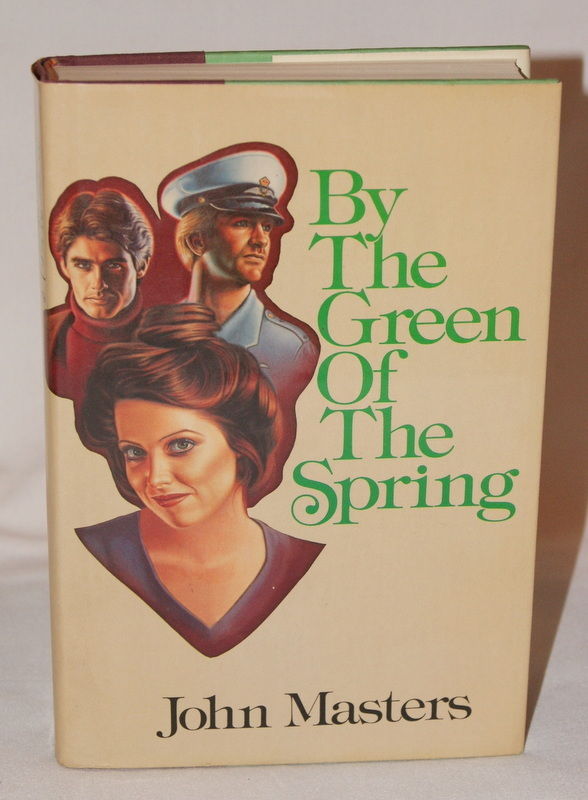 By
The
Green
Of
The
Spring
John Masters